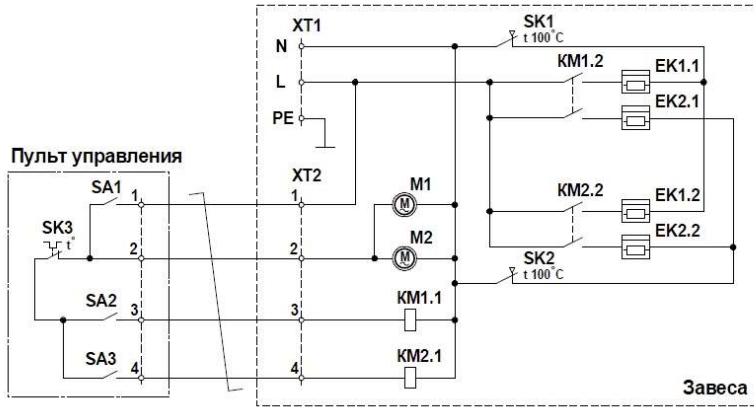 XT1
N
L
PE
SK1
t 100°C
KM1.2
EK1.1
EK2.1
Пульт управления
SA1
1
XT2
1
M1
M
KM2.2
EK1.2
SK3
t°
2
2
M2
M
EK2.2
SK2
t 100°C
SA2
3
3
KM1.1
SA3
4
4
KM2.1
Завеса